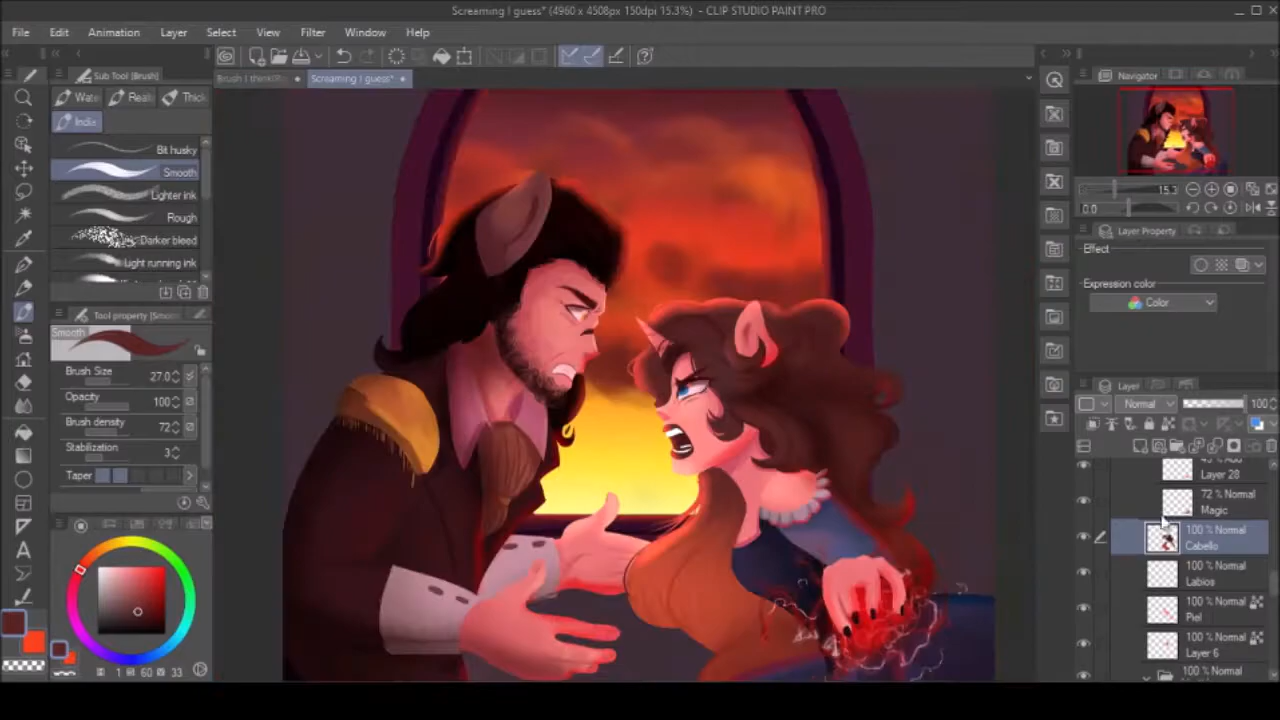 Screaming I guess* (4960 x 4508px 150dpi 15.3%) - CLIP STUDIO PAINT PRO
File Edit Animation Layer Select View Filter Window Help
Sub Tool [Brush]
Screaming I guess*
Navigator
Thick
India
Bit husky
Smooth
Lighter ink
Rough
Darker bleed
Light running ink
15.3
0.0
Layer Property
Effect
Expression color
Color
Tool property [Smooth]
Smooth
Brush Size 27.0
Opacity 100
Brush density 72
Stabilization 3
Taper
Layer
Normal 100
Layer 28
72 % Normal
Magic
100 % Normal
Cabello
100 % Normal
Labios
100 % Normal
Piel
100 % Normal
Layer 6
100 % Normal
1 60 33